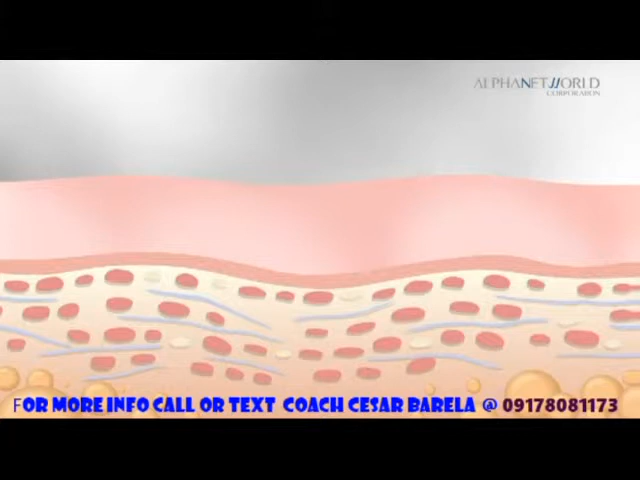 ALPHANETWORLD
CORPORATION
FOR MORE INFO CALL OR TEXT COACH CESAR BARELA @ 09178081173